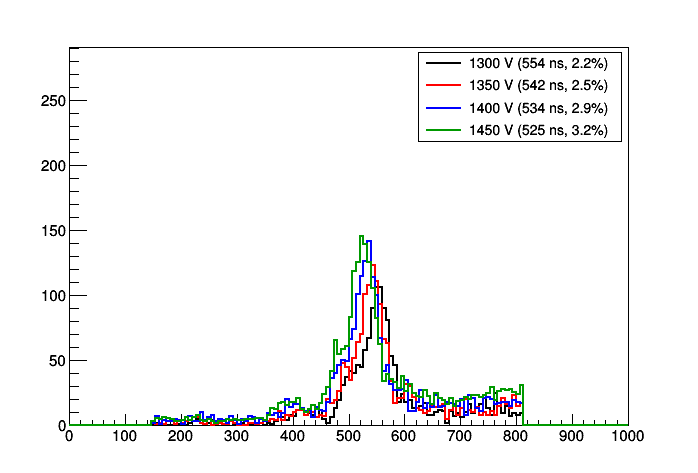 1300 V (554 ns, 2.2%)
1350 V (542 ns, 2.5%)
1400 V (534 ns, 2.9%)
1450 V (525 ns, 3.2%)
250
200
150
100
50
0
0 100 200 300 400 500 600 700 800 900 1000